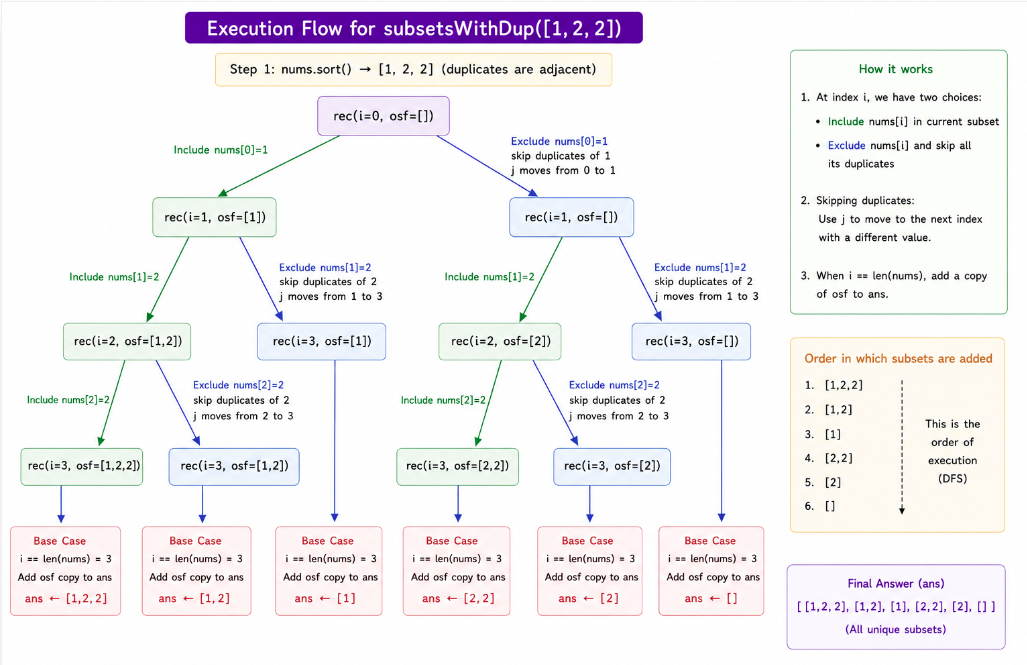 Execution Flow for subsetsWithDup([1, 2, 2])
Step 1: nums.sort() → [1, 2, 2] (duplicates are adjacent)
rec(i=0, osf=[])
Include nums[0]=1
Exclude nums[0]=1
skip duplicates of 1
j moves from 0 to 1
rec(i=1, osf=[1])
rec(i=1, osf=[])
Include nums[1]=2
Exclude nums[1]=2
skip duplicates of 2
j moves from 1 to 3
Include nums[1]=2
Exclude nums[1]=2
skip duplicates of 2
j moves from 1 to 3
rec(i=2, osf=[1,2])
rec(i=3, osf=[1])
rec(i=2, osf=[2])
rec(i=3, osf=[])
Include nums[2]=2
Exclude nums[2]=2
skip duplicates of 2
j moves from 2 to 3
Include nums[2]=2
Exclude nums[2]=2
skip duplicates of 2
j moves from 2 to 3
rec(i=3, osf=[1,2,2])
rec(i=3, osf=[1,2])
rec(i=3, osf=[2,2])
rec(i=3, osf=[2])
Base Case
i == len(nums) = 3
Add osf copy to ans
ans ← [1,2,2]
Base Case
i == len(nums) = 3
Add osf copy to ans
ans ← [1,2]
Base Case
i == len(nums) = 3
Add osf copy to ans
ans ← [1]
Base Case
i == len(nums) = 3
Add osf copy to ans
ans ← [2,2]
Base Case
i == len(nums) = 3
Add osf copy to ans
ans ← [2]
Base Case
i == len(nums) = 3
Add osf copy to ans
ans ← []
How it works
1. At index i, we have two choices:
• Include nums[i] in current subset
• Exclude nums[i] and skip all
its duplicates
2. Skipping duplicates:
Use j to move to the next index
with a different value.
3. When i == len(nums), add a copy
of osf to ans.
Order in which subsets are added
1. [1,2,2]
2. [1,2]
3. [1]
4. [2,2]
5. [2]
6. []
This is the
order of
execution
(DFS)
Final Answer (ans)
[ [1,2,2], [1,2], [1], [2,2], [2], [] ]
(All unique subsets)